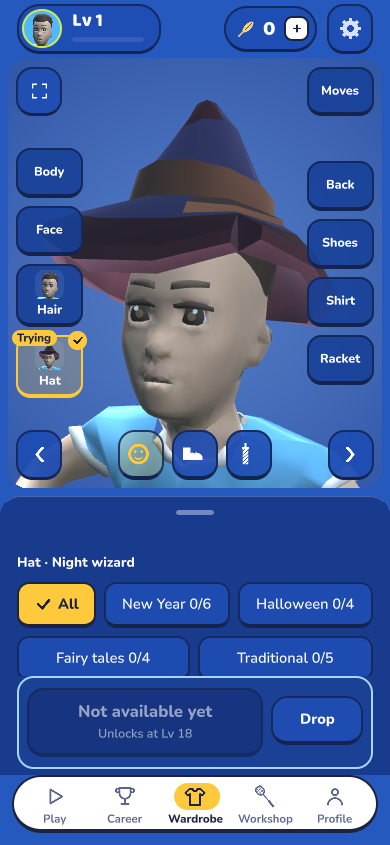 Lv 1
0
+
Moves
Body
Back
Face
Shoes
Hair
Shirt
Trying
Hat
Racket
Hat · Night wizard
All
New Year 0/6
Halloween 0/4
Fairy tales 0/4
Traditional 0/5
Not available yet
Unlocks at Lv 18
Drop
Play
Career
Wardrobe
Workshop
Profile